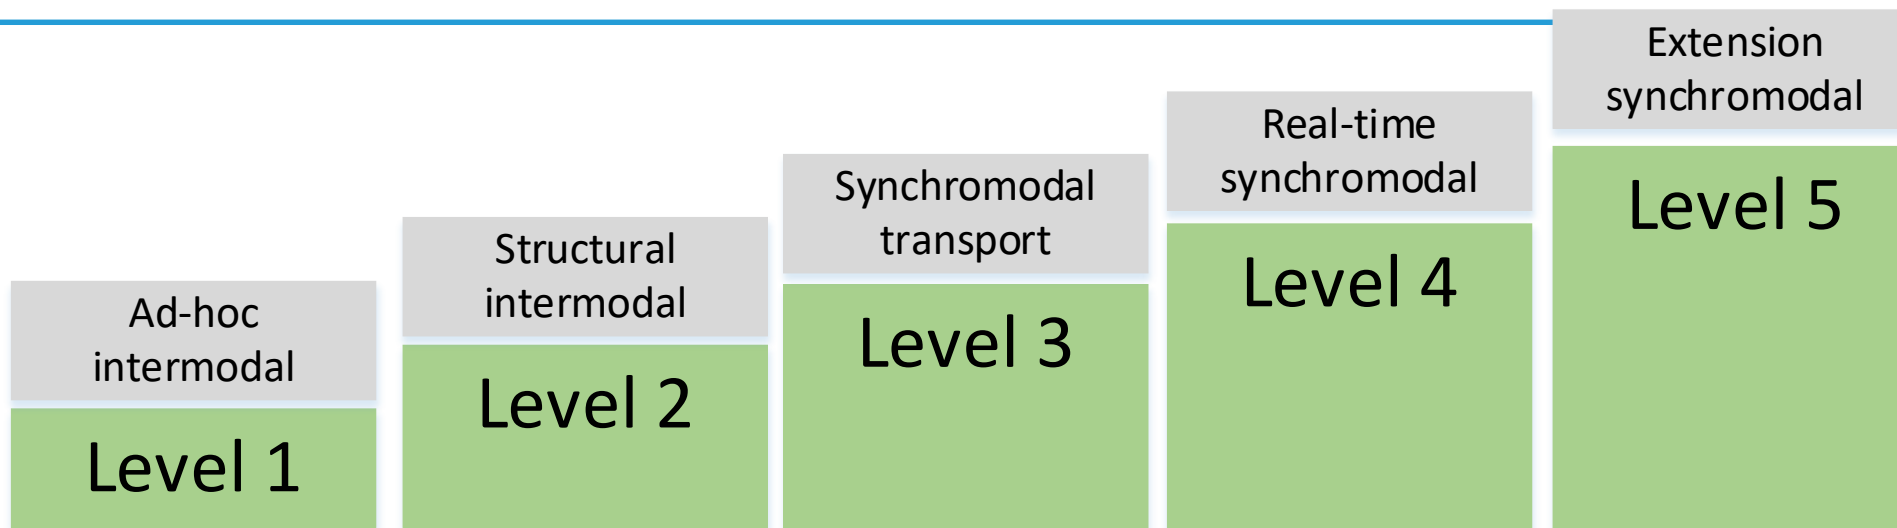 Ad-hoc
intermodal
Level 1
Structural
intermodal
Level 2
Synchromodal
transport
Level 3
Real-time
synchromodal
Level 4
Extension
synchromodal
Level 5